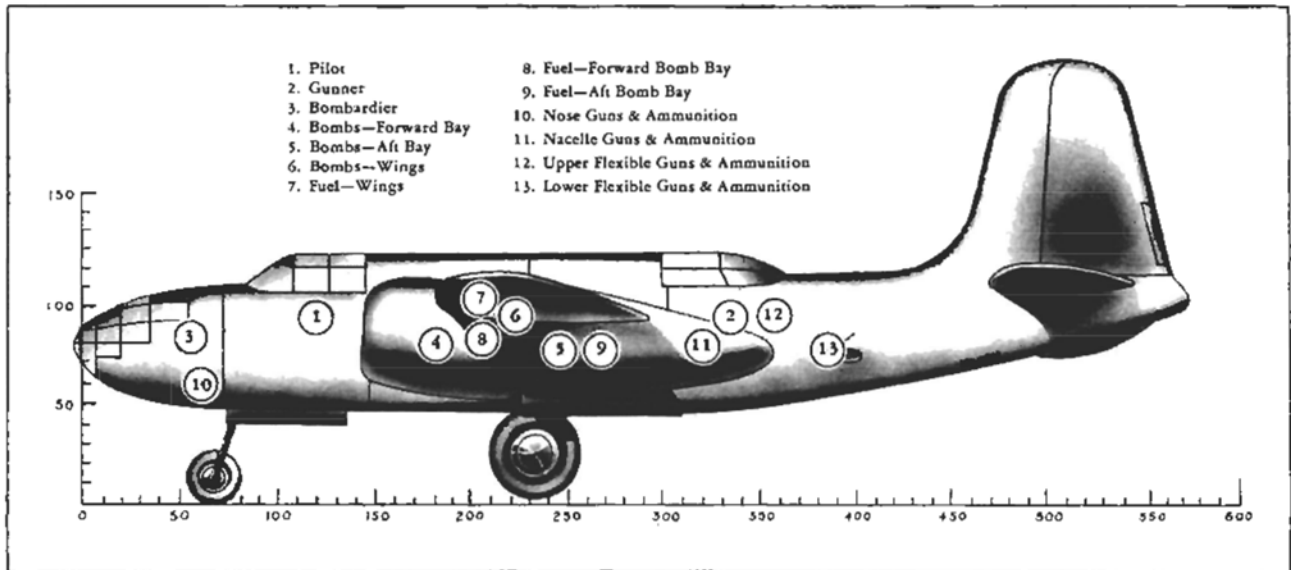 1. Pilot
2. Gunner
3. Bombardier
4. Bombs—Forward Bay
5. Bombs—Aft Bay
6. Bombs—Wings
7. Fuel—Wings
8. Fuel—Forward Bomb Bay
9. Fuel—Aft Bomb Bay
10. Nose Guns & Ammunition
11. Nacelle Guns & Ammunition
12. Upper Flexible Guns & Ammunition
13. Lower Flexible Guns & Ammunition
150
100
50
7
6
1
2
12
3
4
8
5
9
11
13
10
0 50 100 150 200 250 300 350 400 450 500 550 600